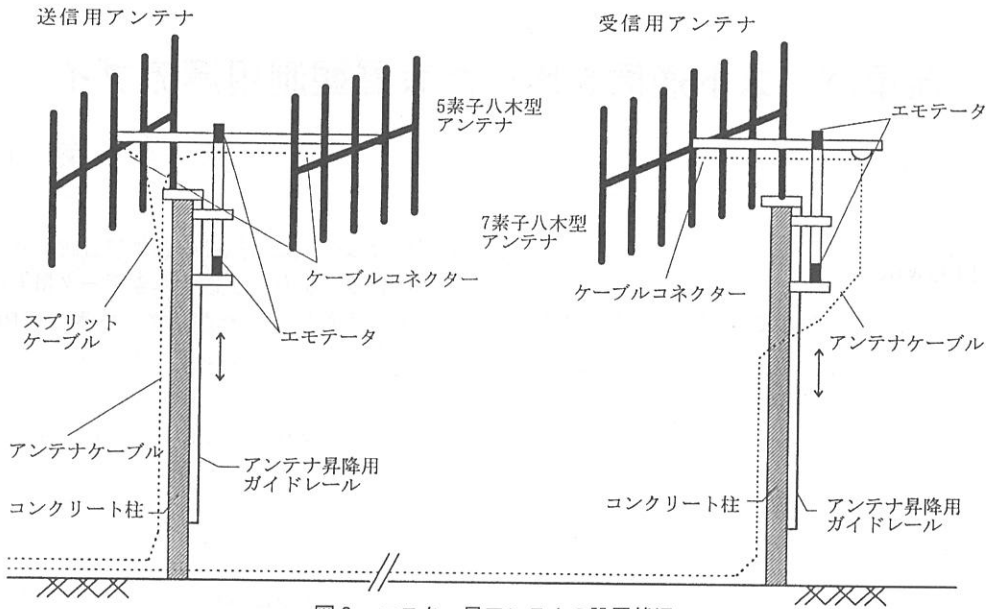 送信用アンテナ
5素子八木型
アンテナ
ケーブルコネクター
スプリット
ケーブル
エモテータ
アンテナケーブル
アンテナ昇降用
ガイドレール
コンクリート柱
受信用アンテナ
エモテータ
7素子八木型
アンテナ
ケーブルコネクター
アンテナケーブル
コンクリート柱
アンテナ昇降用
ガイドレール